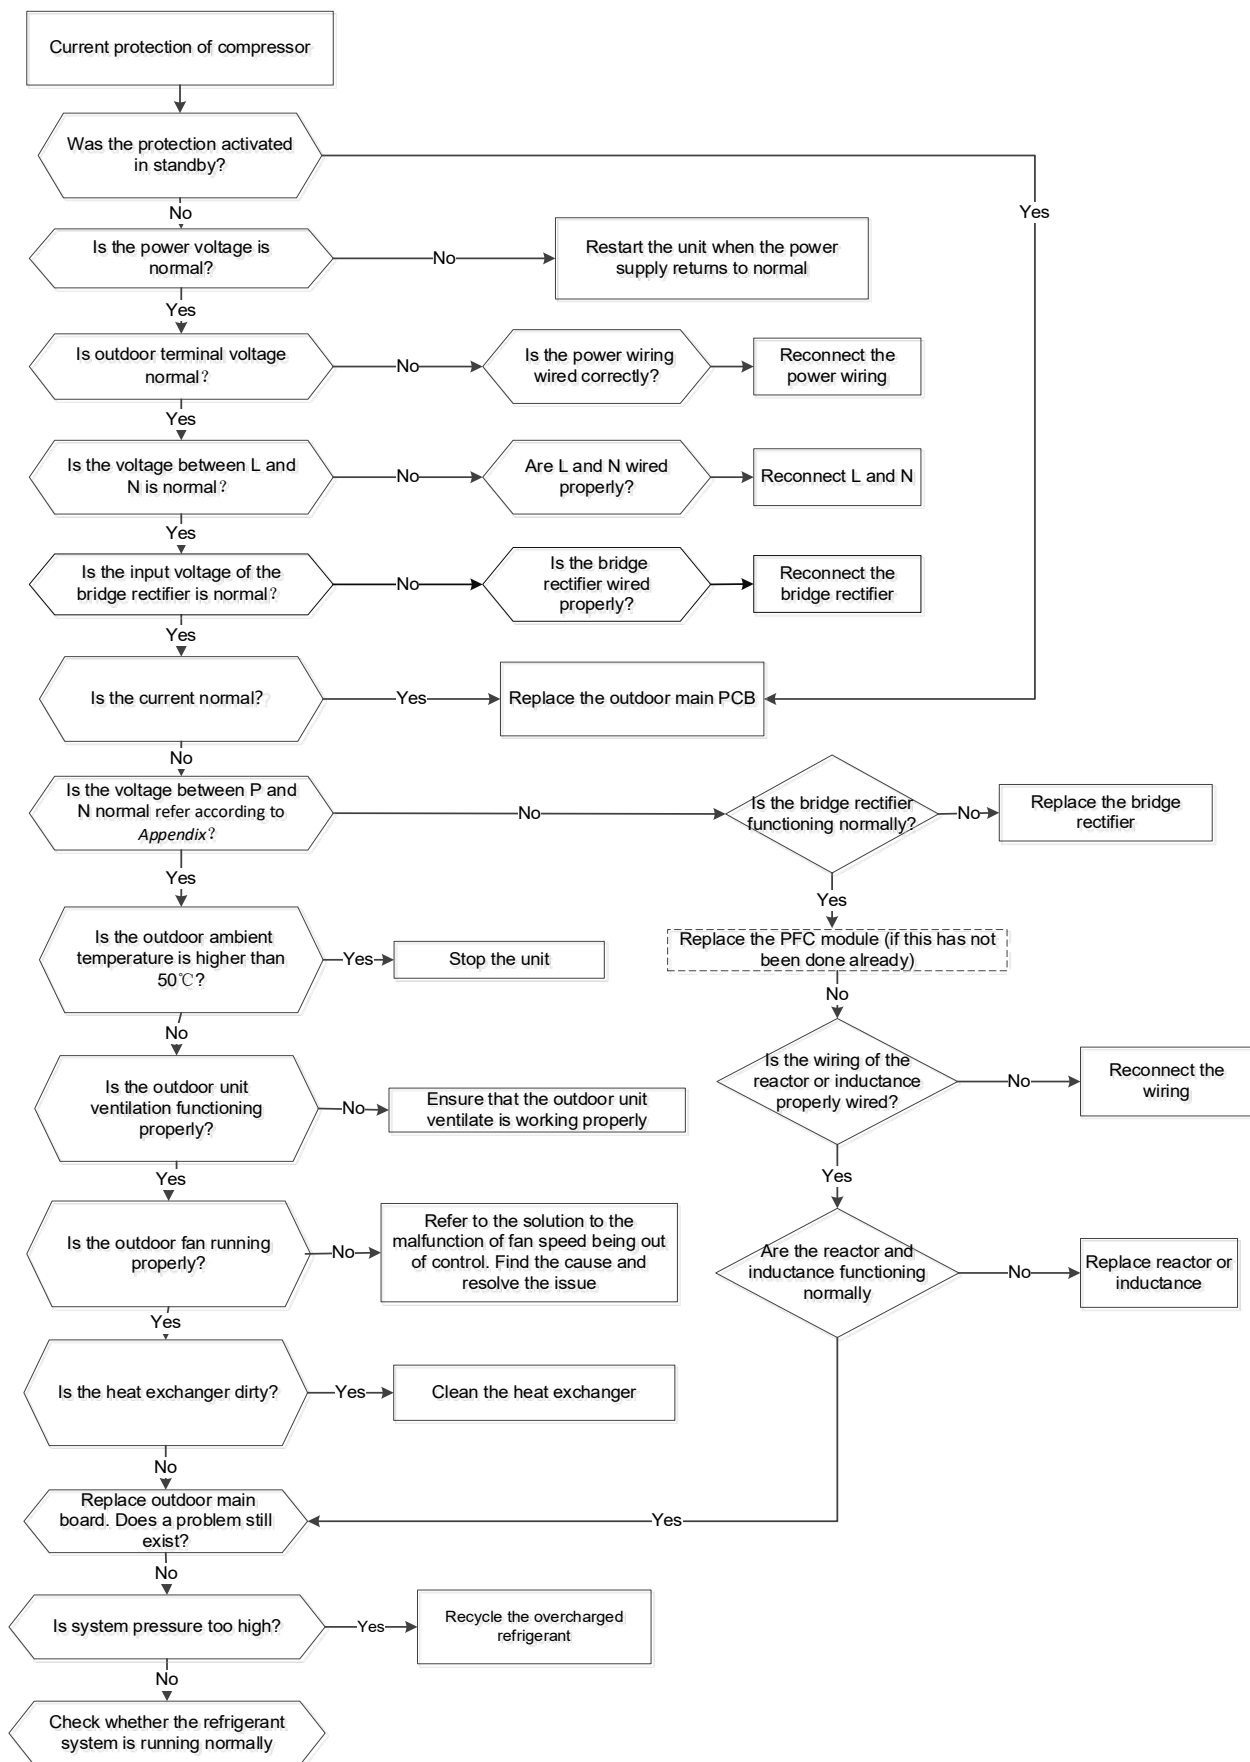 Current protection of compressor
Was the protection activated
in standby?
Yes
No
Is the power voltage is
normal?
No
Restart the unit when the power
supply returns to normal
Yes
Is outdoor terminal voltage
normal?
No
Is the power wiring
wired correctly?
Reconnect the
power wiring
Yes
Is the voltage between L and
N is normal?
No
Are L and N wired
properly?
Reconnect L and N
Yes
Is the input voltage of the
bridge rectifier is normal?
No
Is the bridge
rectifier wired
properly?
Reconnect the
bridge rectifier
Yes
Is the current normal?
Yes
Replace the outdoor main PCB
No
Is the voltage between P and
N normal refer according to
Appendix?
No
Is the bridge rectifier
functioning normally?
No
Replace the bridge
rectifier
Yes
Yes
Is the outdoor ambient
temperature is higher than
50℃?
Yes
Stop the unit
Replace the PFC module (if this has not
been done already)
No
No
Is the wiring of the
reactor or inductance
properly wired?
No
Reconnect the
wiring
Is the outdoor unit
ventilation functioning
properly?
No
Ensure that the outdoor unit
ventilate is working properly
Yes
Yes
Is the outdoor fan running
properly?
No
Refer to the solution to the
malfunction of fan speed being out
of control. Find the cause and
resolve the issue
Are the reactor and
inductance functioning
normally
No
Replace reactor or
inductance
Yes
Is the heat exchanger dirty?
Yes
Clean the heat exchanger
No
Replace outdoor main
board. Does a problem still
exist?
Yes
No
Is system pressure too high?
Yes
Recycle the overcharged
refrigerant
No
Check whether the refrigerant
system is running normally